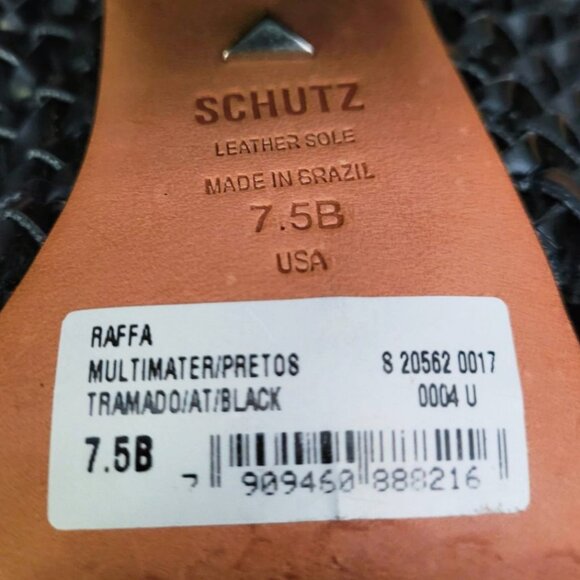 SCHUTZ
LEATHER SOLE
MADE IN BRAZIL
7.5B
USA
RAFFA
MULTIMATER/PRETOS S 20562 0017
TRAMADO/AT/BLACK 0004 U
7.5B
7 909460 888216